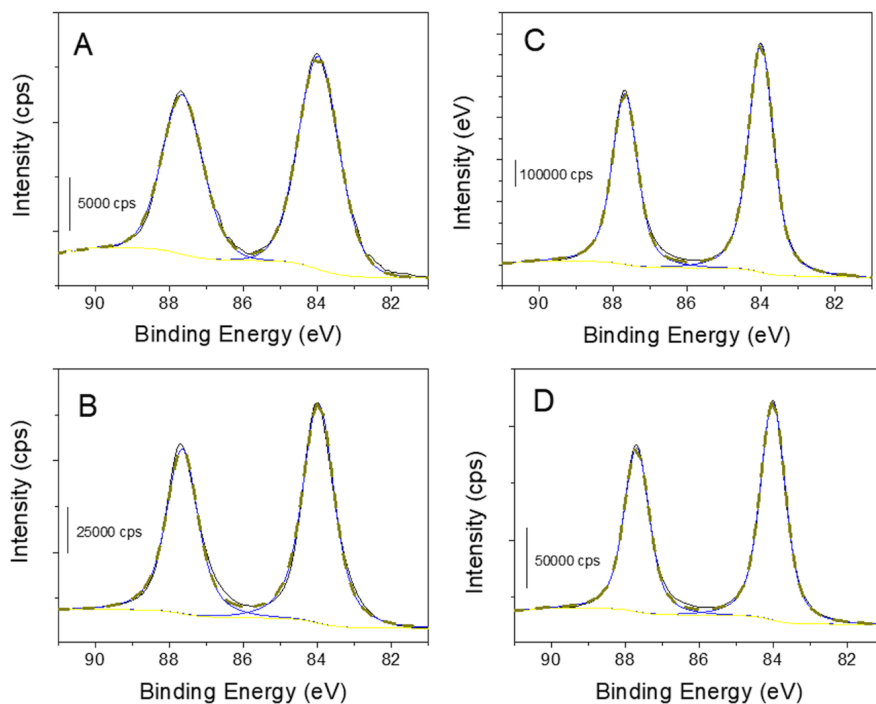 A
Intensity (cps)
5000 cps
90 88 86 84 82
Binding Energy (eV)
C
Intensity (eV)
100000 cps
90 88 86 84 82
Binding Energy (eV)
B
Intensity (cps)
25000 cps
90 88 86 84 82
Binding Energy (eV)
D
Intensity (cps)
50000 cps
90 88 86 84 82
Binding Energy (eV)